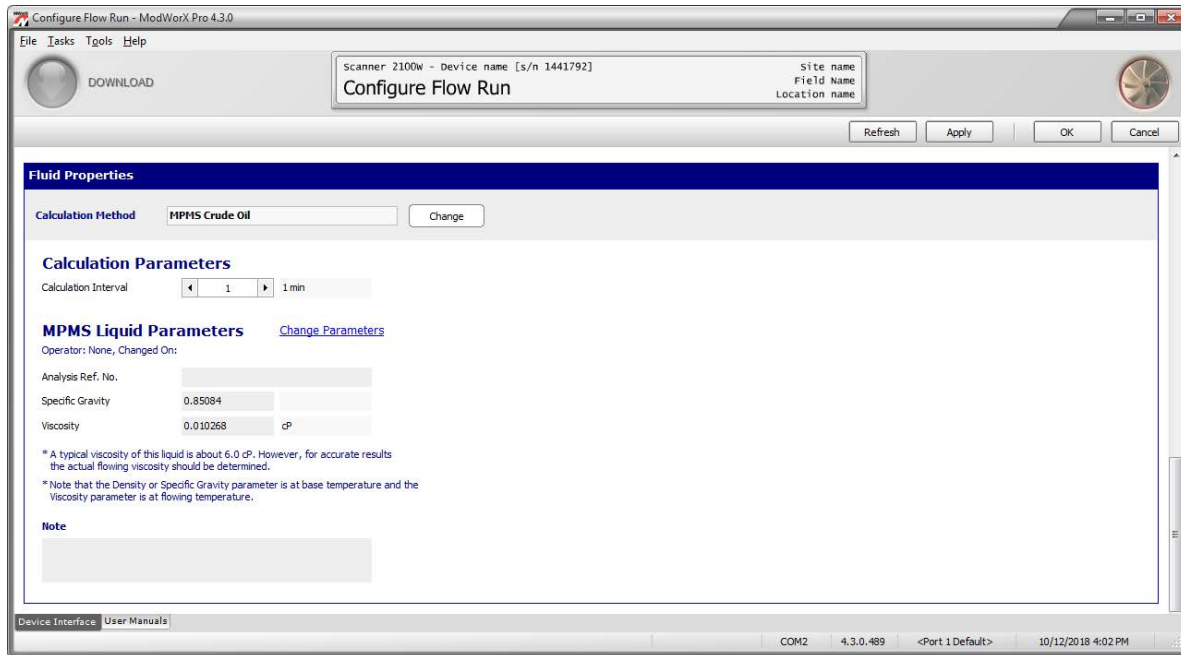 Configure Flow Run - ModWorX Pro 4.3.0
File Tasks Tools Help
DOWNLOAD
Scanner 2100W - Device name [s/n 1441792]
Configure Flow Run
Site name
Field Name
Location name
Refresh Apply OK Cancel
Fluid Properties
Calculation Method MPMS Crude Oil Change
Calculation Parameters
Calculation Interval 1 1 min
MPMS Liquid Parameters Change Parameters
Operator: None, Changed On:
Analysis Ref. No.
Specific Gravity 0.85084
Viscosity 0.010268 cP
* A typical viscosity of this liquid is about 6.0 cP. However, for accurate results
the actual flowing viscosity should be determined.
* Note that the Density or Specific Gravity parameter is at base temperature and the
Viscosity parameter is at flowing temperature.
Note
Device Interface User Manuals
COM2 4.3.0.489 <Port 1 Default> 10/12/2018 4:02 PM